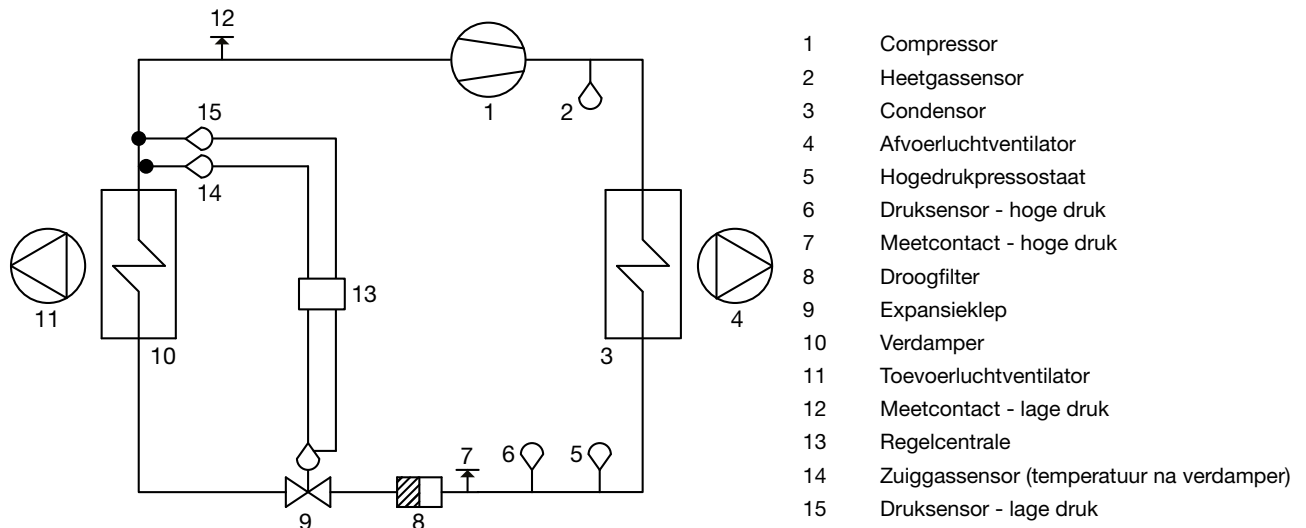 12
1
2
15
14
13
11
10
3
4
7
6
5
9
8
1 Compressor
2 Heetgassensor
3 Condensor
4 Afvoerluchtventilator
5 Hogedrukpressostaat
6 Druksensor - hoge druk
7 Meetcontact - hoge druk
8 Droogfilter
9 Expansieklep
10 Verdamper
11 Toevoerluchtventilator
12 Meetcontact - lage druk
13 Regelcentrale
14 Zuiggassensor (temperatuur na verdamper)
15 Druksensor - lage druk